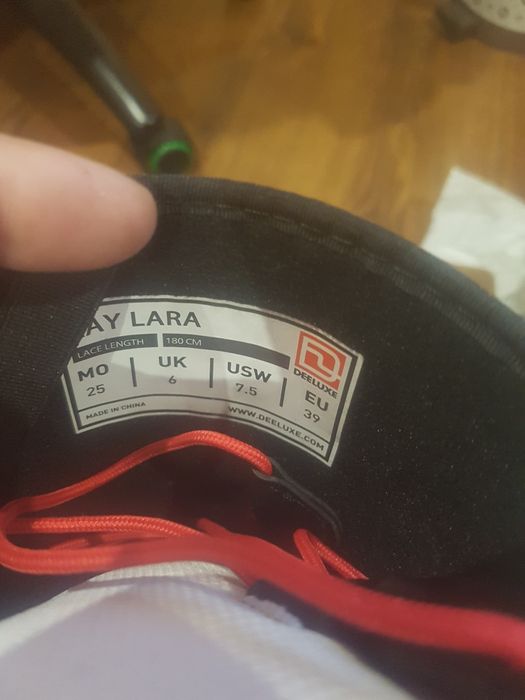 AY LARA
LACE LENGTH 180 CM
MO UK USW EU
25 6 7.5 39
DEELUXE
MADE IN CHINA WWW.DEELUXE.COM